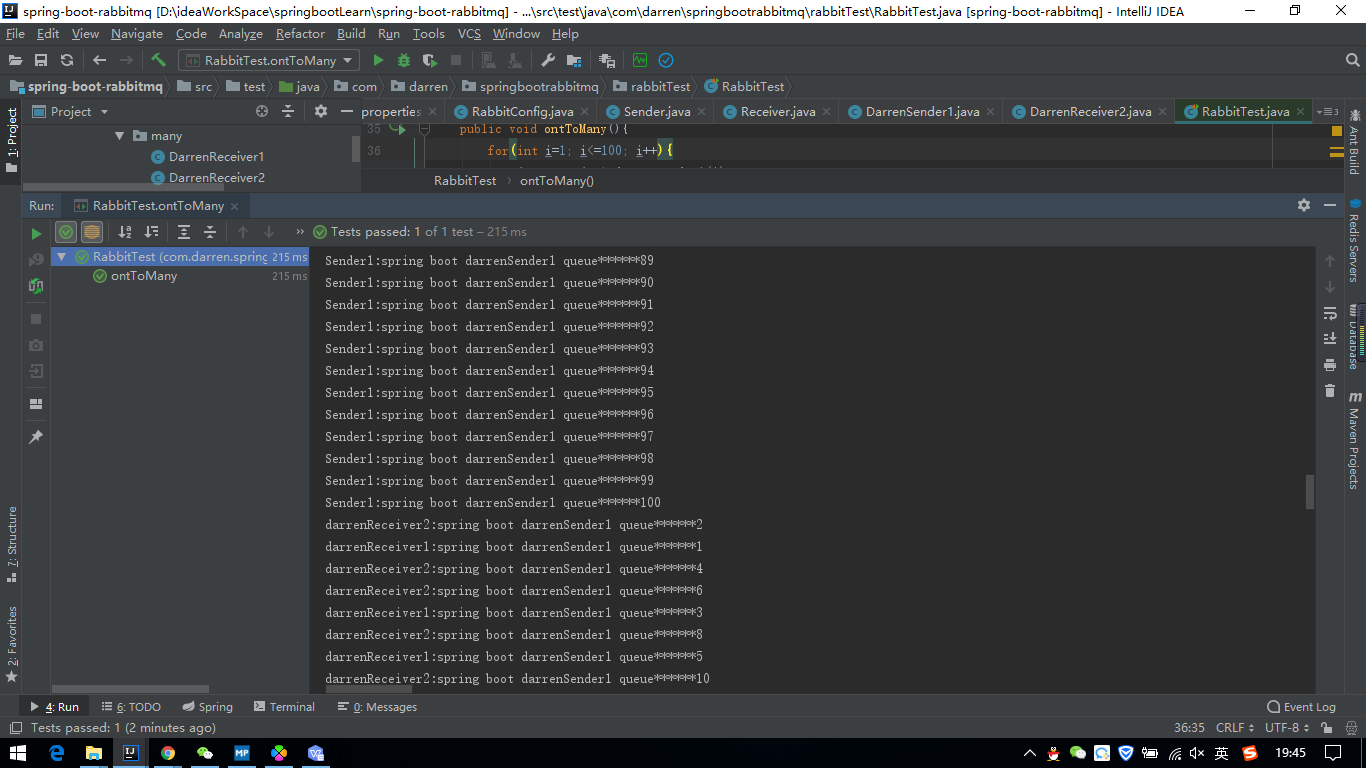 spring-boot-rabbitmq [D:\ideaWorkSpace\springbootLearn\spring-boot-rabbitmq] - ...\src\test\java\com\darren\springbootrabbitmq\rabbitTest\RabbitTest.java [spring-boot-rabbitmq] - IntelliJ IDEA
File Edit View Navigate Code Analyze Refactor Build Run Tools VCS Window Help
RabbitTest.ontToMany
spring-boot-rabbitmq src test java com darren springbootrabbitmq rabbitTest RabbitTest
1: Project
Project
properties RabbitConfig.java Sender.java Receiver.java DarrenSender1.java DarrenReceiver2.java RabbitTest.java
many
DarrenReceiver1
DarrenReceiver2
35 public void ontToMany(){
36 for(int i=1; i<=100; i++){
RabbitTest › ontToMany()
Run: RabbitTest.ontToMany
» Tests passed: 1 of 1 test – 215 ms
RabbitTest (com.darren.spring 215 ms
ontToMany 215 ms
Sender1:spring boot darrenSender1 queue*******89
Sender1:spring boot darrenSender1 queue*******90
Sender1:spring boot darrenSender1 queue*******91
Sender1:spring boot darrenSender1 queue*******92
Sender1:spring boot darrenSender1 queue*******93
Sender1:spring boot darrenSender1 queue*******94
Sender1:spring boot darrenSender1 queue*******95
Sender1:spring boot darrenSender1 queue*******96
Sender1:spring boot darrenSender1 queue*******97
Sender1:spring boot darrenSender1 queue*******98
Sender1:spring boot darrenSender1 queue*******99
Sender1:spring boot darrenSender1 queue*******100
darrenReceiver2:spring boot darrenSender1 queue*******2
darrenReceiver1:spring boot darrenSender1 queue*******1
darrenReceiver2:spring boot darrenSender1 queue*******4
darrenReceiver2:spring boot darrenSender1 queue*******6
darrenReceiver1:spring boot darrenSender1 queue*******3
darrenReceiver2:spring boot darrenSender1 queue*******8
darrenReceiver1:spring boot darrenSender1 queue*******5
darrenReceiver2:spring boot darrenSender1 queue*******10
7: Structure
2: Favorites
Ant Build
Redis Servers
Database
Maven Projects
4: Run 6: TODO Spring Terminal 0: Messages Event Log
Tests passed: 1 (2 minutes ago) 36:35 CRLF UTF-8
MP 英 19:45